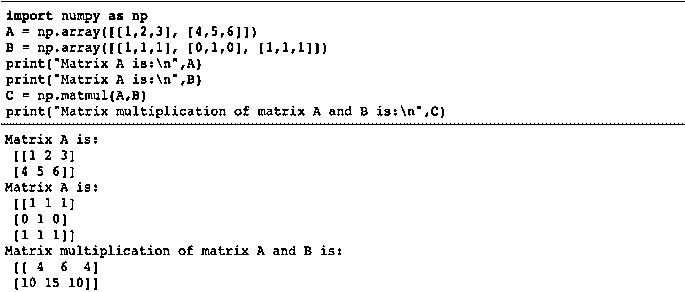 import numpy as np
A = np.array([[1,2,3], [4,5,6]])
B = np.array([[1,1,1], [0,1,0], [1,1,1]])
print("Matrix A is:\n",A)
print("Matrix A is:\n",B)
C = np.matmul(A,B)
print("Matrix multiplication of matrix A and B is:\n",C)
Matrix A is:
[[1 2 3]
[4 5 6]]
Matrix A is:
[[1 1 1]
[0 1 0]
[1 1 1]]
Matrix multiplication of matrix A and B is:
[[ 4 6 4]
[10 15 10]]